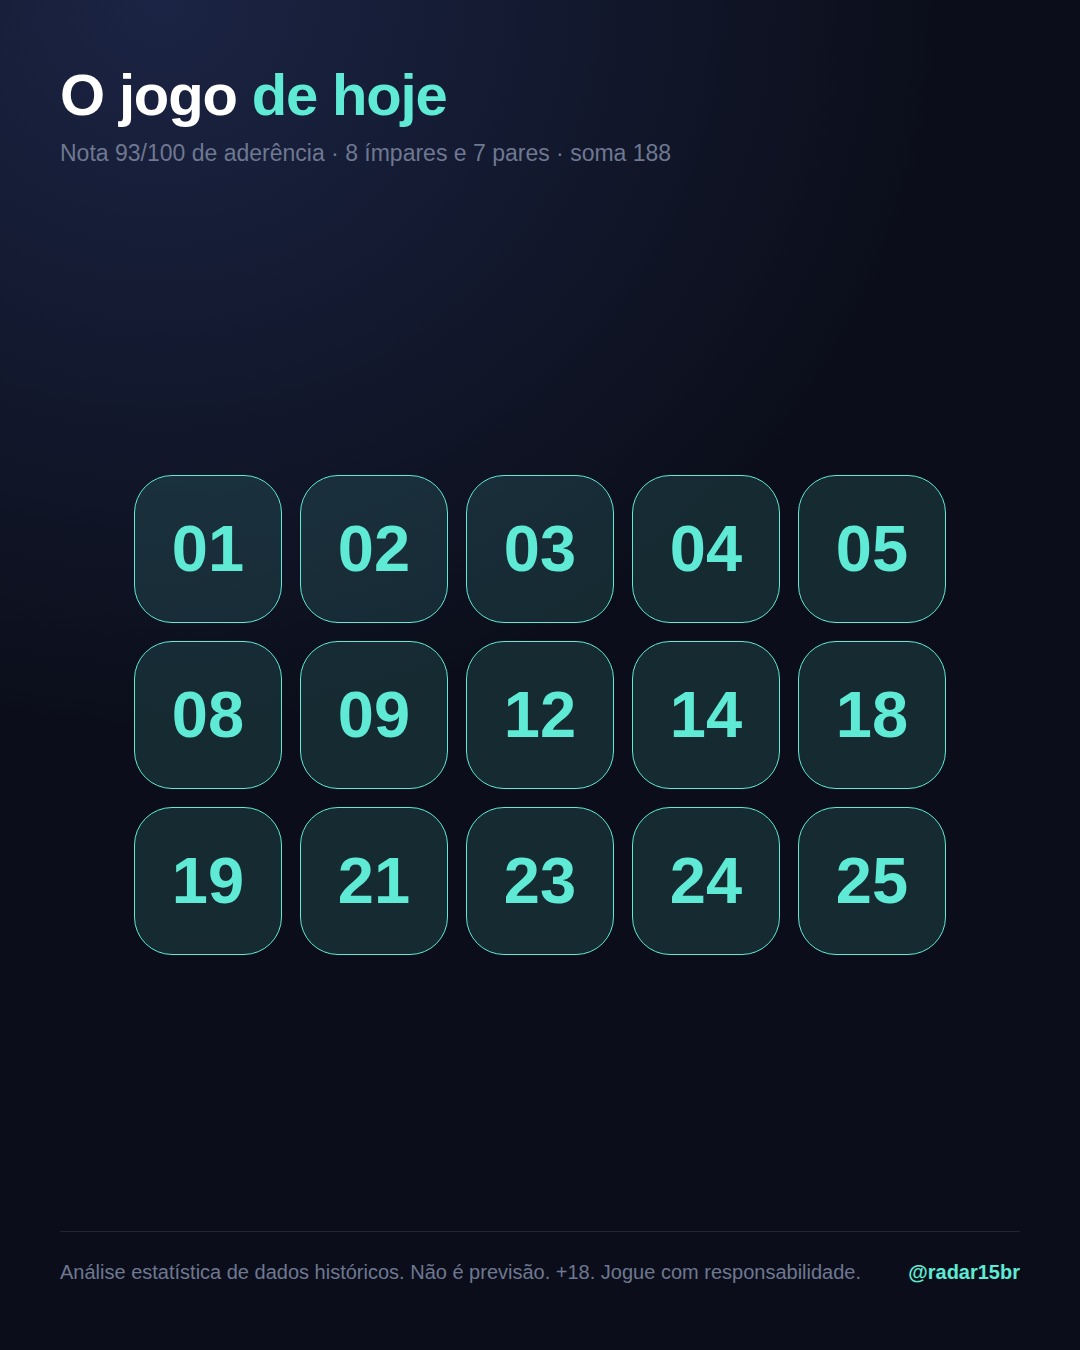 O jogo de hoje
Nota 93/100 de aderência · 8 ímpares e 7 pares · soma 188
01 02 03 04 05
08 09 12 14 18
19 21 23 24 25
Análise estatística de dados históricos. Não é previsão. +18. Jogue com responsabilidade. @radar15br